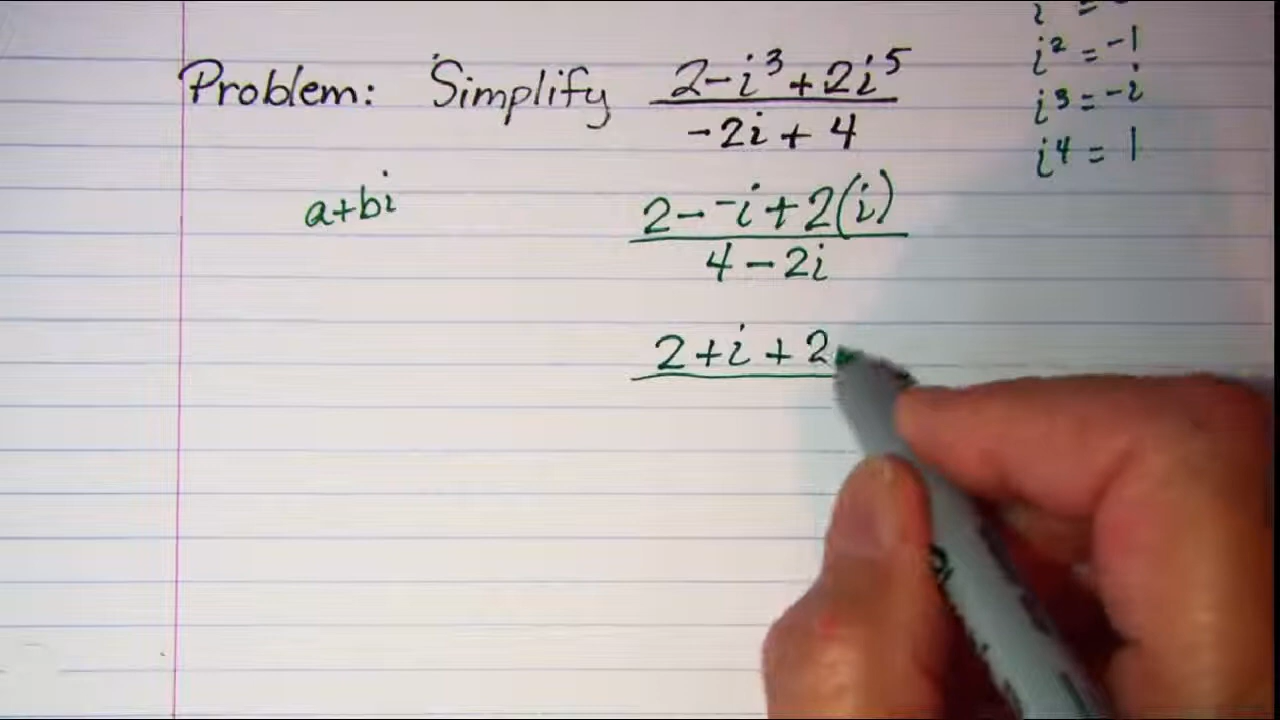 Problem: Simplify 2-i³+2i⁵
-2i+4
i =
i² = -1
i³ = -i
i⁴ = 1
a+bi
2--i+2(i)
4-2i
2+i+2